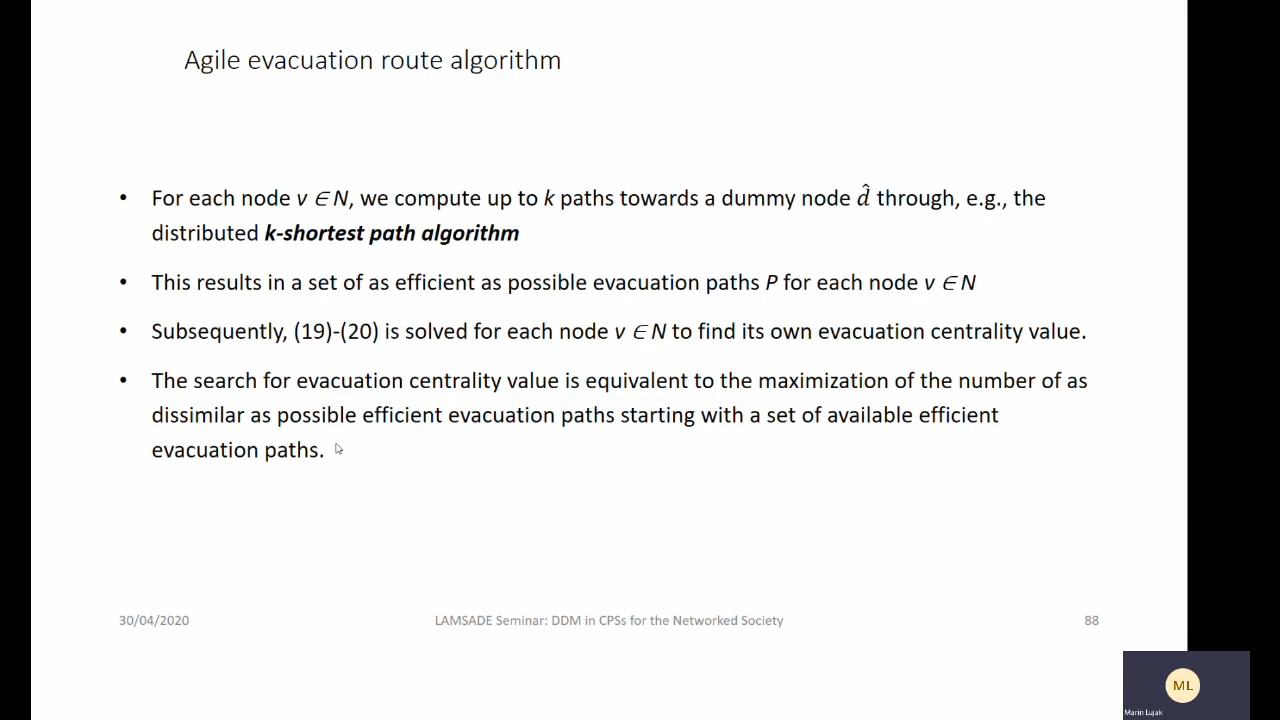 Agile evacuation route algorithm
• For each node v ∈ N, we compute up to k paths towards a dummy node d̂ through, e.g., the
distributed k-shortest path algorithm
• This results in a set of as efficient as possible evacuation paths P for each node v ∈ N
• Subsequently, (19)-(20) is solved for each node v ∈ N to find its own evacuation centrality value.
• The search for evacuation centrality value is equivalent to the maximization of the number of as
dissimilar as possible efficient evacuation paths starting with a set of available efficient
evacuation paths.
30/04/2020 LAMSADE Seminar: DDM in CPSs for the Networked Society 88
ML
Marin Lujak